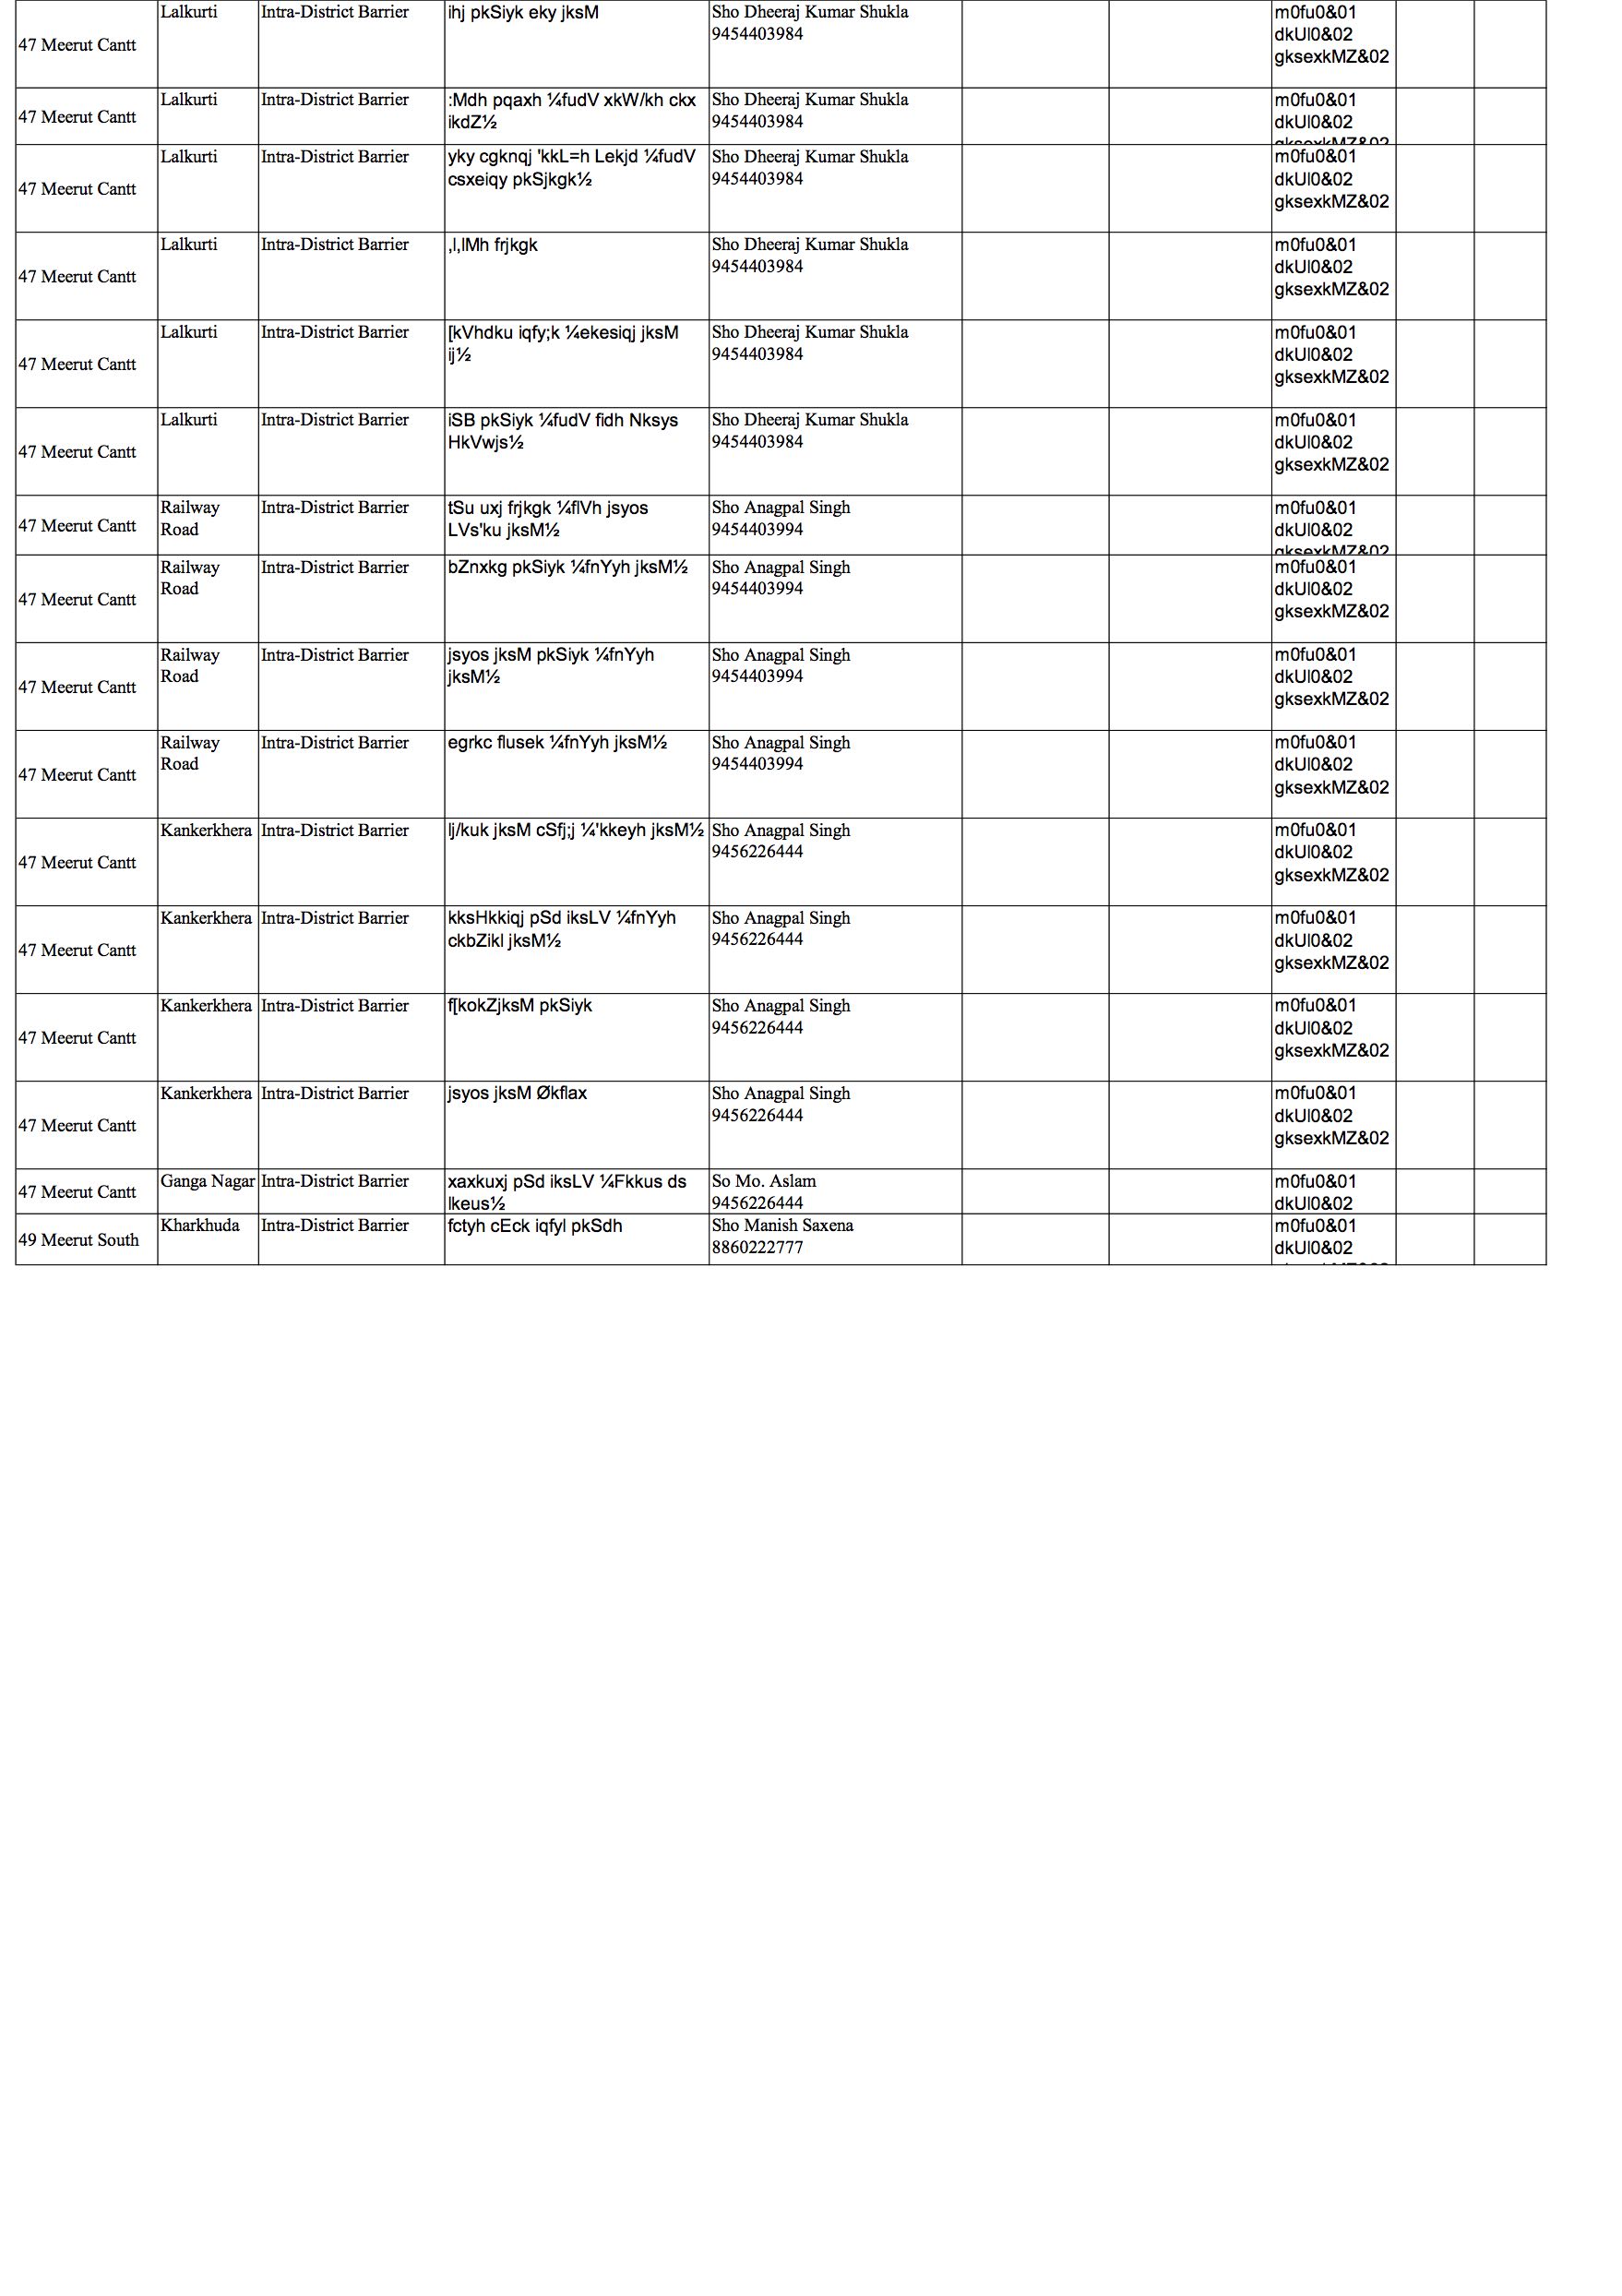 47 Meerut Cantt
Lalkurti
Intra-District Barrier
ihj pkSiyk eky jksM
Sho Dheeraj Kumar Shukla
9454403984
m0fu0&01
dkUl0&02
gksexkMZ&02
47 Meerut Cantt
Lalkurti
Intra-District Barrier
:Mdh pqaxh ¼fudV xkW/kh ckx
ikdZ½
Sho Dheeraj Kumar Shukla
9454403984
m0fu0&01
dkUl0&02
gksexkMZ&02
47 Meerut Cantt
Lalkurti
Intra-District Barrier
yky cgknqj 'kkL=h Lekjd ¼fudV
csxeiqy pkSjkgk½
Sho Dheeraj Kumar Shukla
9454403984
m0fu0&01
dkUl0&02
gksexkMZ&02
47 Meerut Cantt
Lalkurti
Intra-District Barrier
,l,lMh frjkgk
Sho Dheeraj Kumar Shukla
9454403984
m0fu0&01
dkUl0&02
gksexkMZ&02
47 Meerut Cantt
Lalkurti
Intra-District Barrier
[kVhdku iqfy;k ¼ekesiqj jksM
ij½
Sho Dheeraj Kumar Shukla
9454403984
m0fu0&01
dkUl0&02
gksexkMZ&02
47 Meerut Cantt
Lalkurti
Intra-District Barrier
iSB pkSiyk ¼fudV fidh Nksys
HkVwjs½
Sho Dheeraj Kumar Shukla
9454403984
m0fu0&01
dkUl0&02
gksexkMZ&02
47 Meerut Cantt
Railway
Road
Intra-District Barrier
tSu uxj frjkgk ¼flVh jsyos
LVs'ku jksM½
Sho Anagpal Singh
9454403994
m0fu0&01
dkUl0&02
gksexkMZ&02
47 Meerut Cantt
Railway
Road
Intra-District Barrier
bZnxkg pkSiyk ¼fnYyh jksM½
Sho Anagpal Singh
9454403994
m0fu0&01
dkUl0&02
gksexkMZ&02
47 Meerut Cantt
Railway
Road
Intra-District Barrier
jsyos jksM pkSiyk ¼fnYyh
jksM½
Sho Anagpal Singh
9454403994
m0fu0&01
dkUl0&02
gksexkMZ&02
47 Meerut Cantt
Railway
Road
Intra-District Barrier
egrkc flusek ¼fnYyh jksM½
Sho Anagpal Singh
9454403994
m0fu0&01
dkUl0&02
gksexkMZ&02
47 Meerut Cantt
Kankerkhera
Intra-District Barrier
lj/kuk jksM cSfj;j ¼'kkeyh jksM½
Sho Anagpal Singh
9456226444
m0fu0&01
dkUl0&02
gksexkMZ&02
47 Meerut Cantt
Kankerkhera
Intra-District Barrier
kksHkkiqj pSd iksLV ¼fnYyh
ckbZikl jksM½
Sho Anagpal Singh
9456226444
m0fu0&01
dkUl0&02
gksexkMZ&02
47 Meerut Cantt
Kankerkhera
Intra-District Barrier
f[kokZjksM pkSiyk
Sho Anagpal Singh
9456226444
m0fu0&01
dkUl0&02
gksexkMZ&02
47 Meerut Cantt
Kankerkhera
Intra-District Barrier
jsyos jksM Økflax
Sho Anagpal Singh
9456226444
m0fu0&01
dkUl0&02
gksexkMZ&02
47 Meerut Cantt
Ganga Nagar
Intra-District Barrier
xaxkuxj pSd iksLV ¼Fkkus ds
lkeus½
So Mo. Aslam
9456226444
m0fu0&01
dkUl0&02
49 Meerut South
Kharkhuda
Intra-District Barrier
fctyh cEck iqfyl pkSdh
Sho Manish Saxena
8860222777
m0fu0&01
dkUl0&02